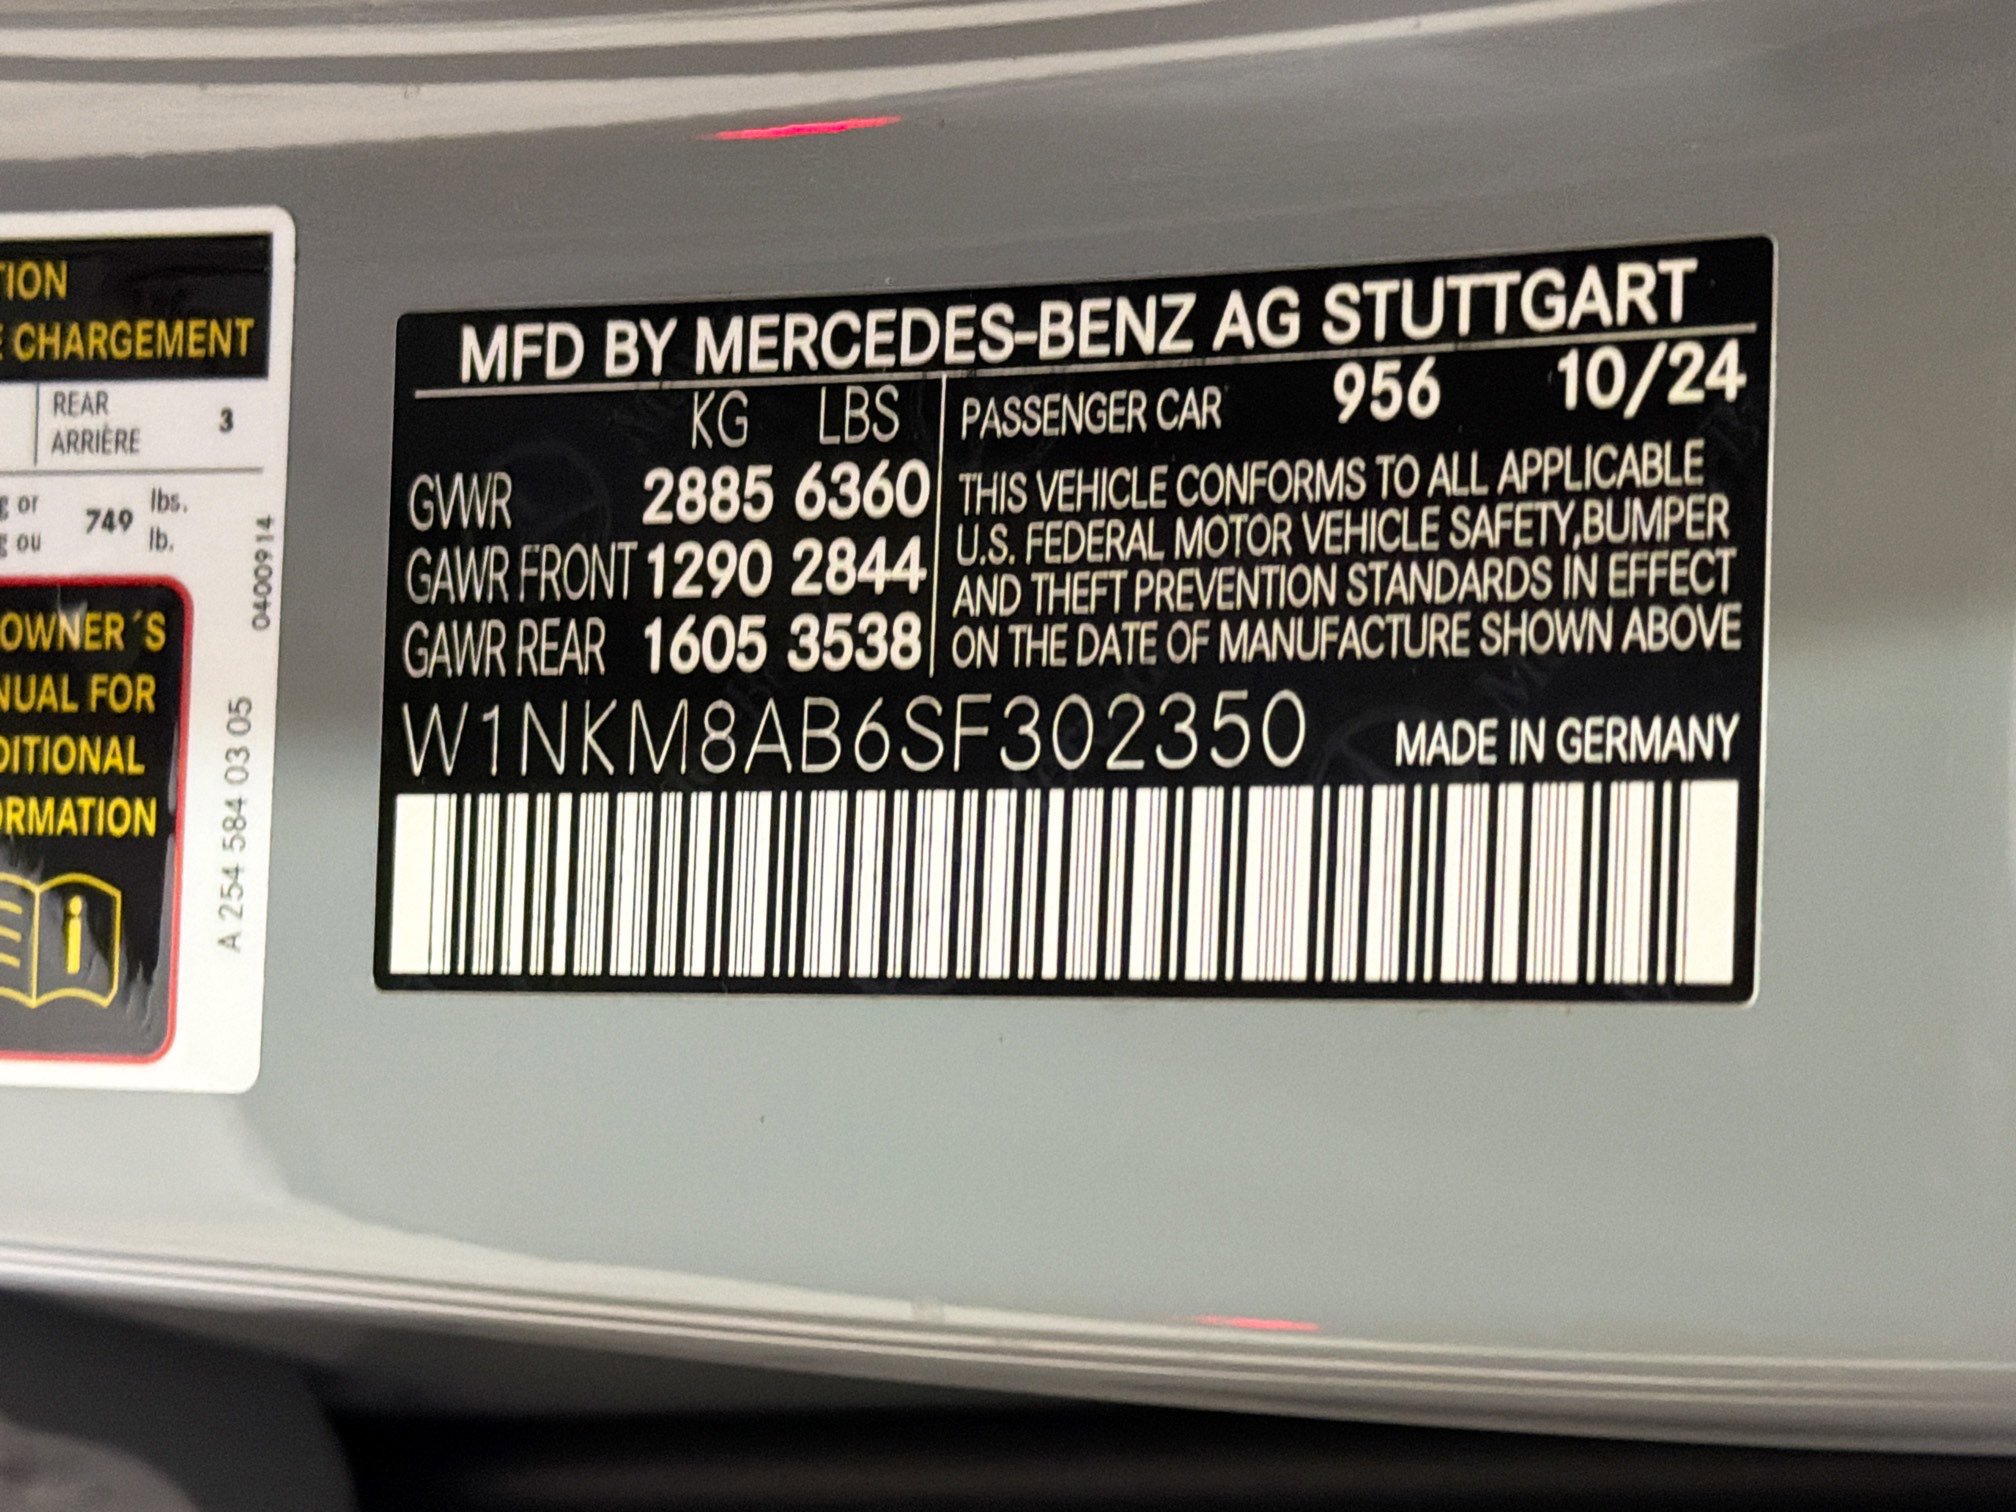 TION
E CHARGEMENT
REAR
ARRIÈRE
3
g or 749 lbs.
g ou lb.
OWNER´S
NUAL FOR
DITIONAL
ORMATION
i
A 254 584 03 05
0400914
MFD BY MERCEDES-BENZ AG STUTTGART
KG LBS
GVWR 2885 6360
GAWR FRONT 1290 2844
GAWR REAR 1605 3538
PASSENGER CAR 956 10/24
THIS VEHICLE CONFORMS TO ALL APPLICABLE
U.S. FEDERAL MOTOR VEHICLE SAFETY,BUMPER
AND THEFT PREVENTION STANDARDS IN EFFECT
ON THE DATE OF MANUFACTURE SHOWN ABOVE
W1NKM8AB6SF302350 MADE IN GERMANY